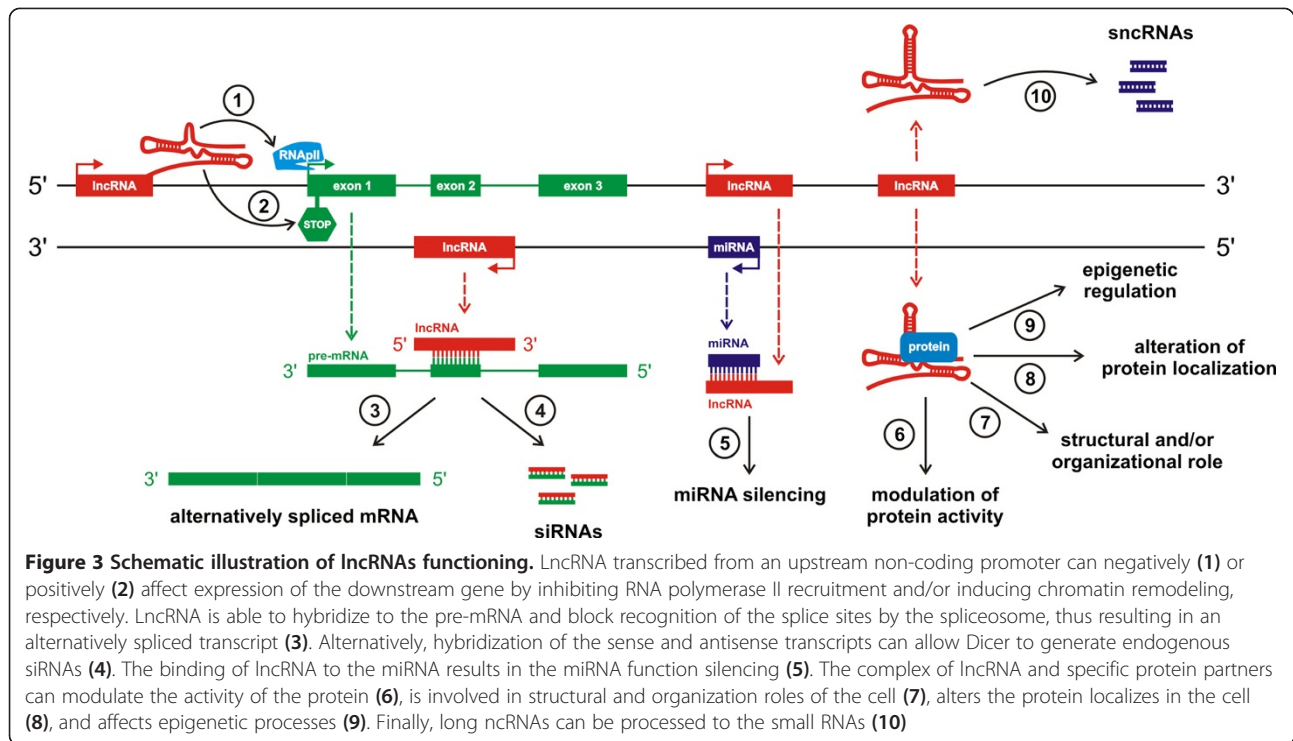 sncRNAs
1
10
RNApII
5'
lncRNA
exon 1
exon 2
exon 3
lncRNA
lncRNA
3'
2
STOP
3'
lncRNA
miRNA
5'
epigenetic
regulation
lncRNA
5'
3'
miRNA
protein
9
pre-mRNA
3'
5'
alteration of
protein localization
8
lncRNA
3
4
5
6
7
structural and/or
organizational role
3'
5'
miRNA silencing
modulation of
protein activity
alternatively spliced mRNA
siRNAs
Figure 3 Schematic illustration of lncRNAs functioning. LncRNA transcribed from an upstream non-coding promoter can negatively (1) or
positively (2) affect expression of the downstream gene by inhibiting RNA polymerase II recruitment and/or inducing chromatin remodeling,
respectively. LncRNA is able to hybridize to the pre-mRNA and block recognition of the splice sites by the spliceosome, thus resulting in an
alternatively spliced transcript (3). Alternatively, hybridization of the sense and antisense transcripts can allow Dicer to generate endogenous
siRNAs (4). The binding of lncRNA to the miRNA results in the miRNA function silencing (5). The complex of lncRNA and specific protein partners
can modulate the activity of the protein (6), is involved in structural and organization roles of the cell (7), alters the protein localizes in the cell
(8), and affects epigenetic processes (9). Finally, long ncRNAs can be processed to the small RNAs (10)